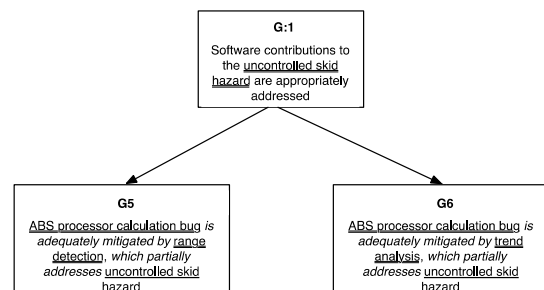 G:1
Software contributions to
the uncontrolled skid
hazard are appropriately
addressed
G5
ABS processor calculation bug is
adequately mitigated by range
detection, which partially
addresses uncontrolled skid
hazard
G6
ABS processor calculation bug is
adequately mitigated by trend
analysis, which partially
addresses uncontrolled skid
hazard